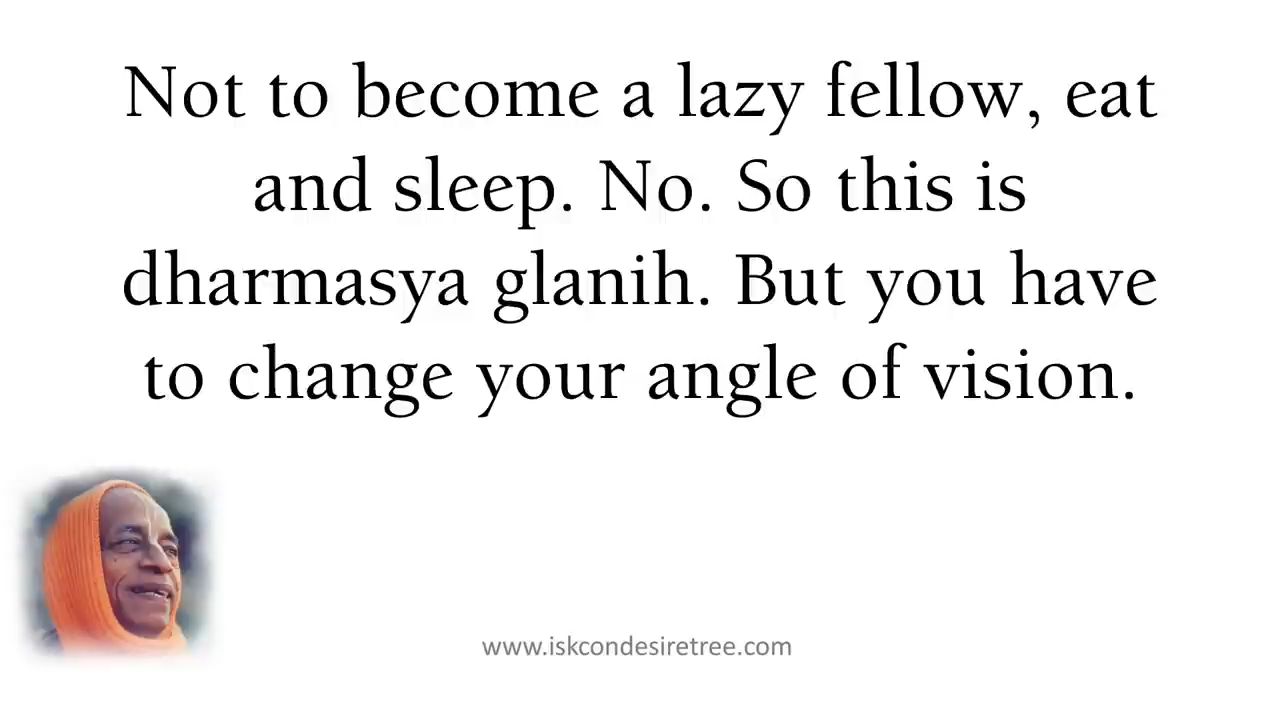 Not to become a lazy fellow, eat
and sleep. No. So this is
dharmasya glanih. But you have
to change your angle of vision.
www.iskcondesiretree.com